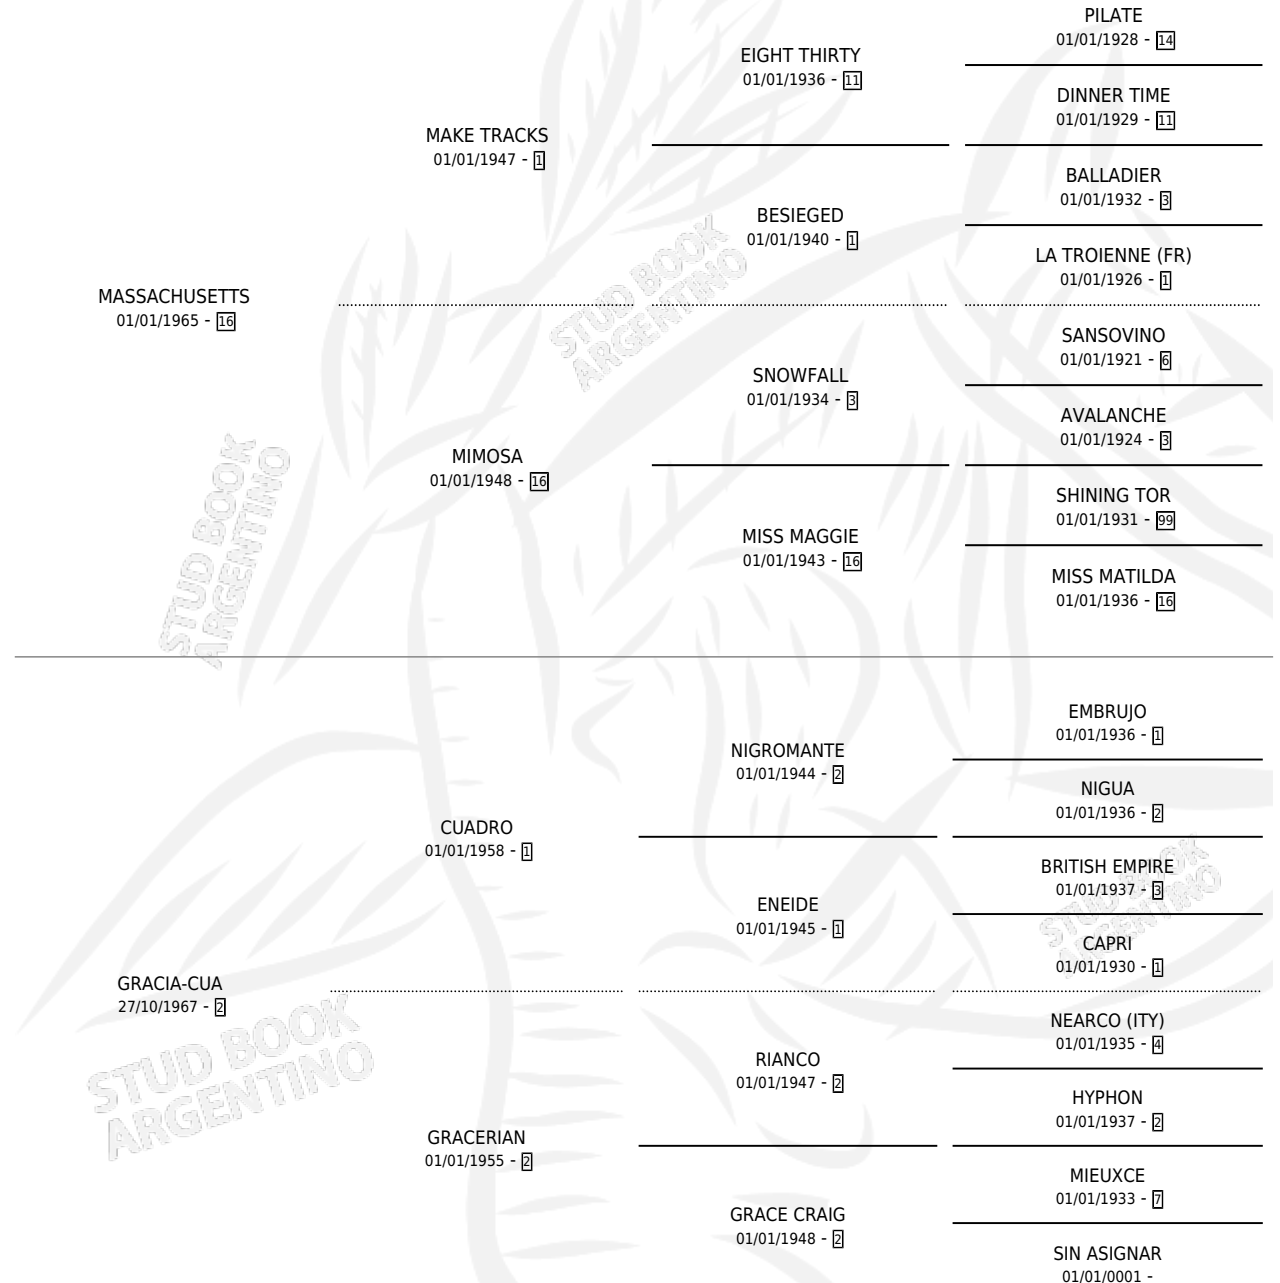 PILATE
01/01/1928 - 14
EIGHT THIRTY
01/01/1936 - 11
DINNER TIME
01/01/1929 - 11
MAKE TRACKS
01/01/1947 - 1
BALLADIER
01/01/1932 - 3
BESIEGED
01/01/1940 - 1
LA TROIENNE (FR)
01/01/1926 - 1
MASSACHUSETTS
01/01/1965 - 16
STUD BOOK
ARGENTINO
SANSOVINO
01/01/1921 - 6
SNOWFALL
01/01/1934 - 3
AVALANCHE
01/01/1924 - 3
MIMOSA
01/01/1948 - 16
SHINING TOR
01/01/1931 - 99
MISS MAGGIE
01/01/1943 - 16
MISS MATILDA
01/01/1936 - 16
STUD BOOK
ARGENTINO
EMBRUJO
01/01/1936 - 1
NIGROMANTE
01/01/1944 - 2
NIGUA
01/01/1936 - 2
CUADRO
01/01/1958 - 1
BRITISH EMPIRE
01/01/1937 - 3
ENEIDE
01/01/1945 - 1
CAPRI
01/01/1930 - 1
STUD BOOK
ARGENTINO
GRACIA-CUA
27/10/1967 - 2
NEARCO (ITY)
01/01/1935 - 4
RIANCO
01/01/1947 - 2
HYPHON
01/01/1937 - 2
STUD BOOK
ARGENTINO
GRACERIAN
01/01/1955 - 2
MIEUXCE
01/01/1933 - 7
GRACE CRAIG
01/01/1948 - 2
SIN ASIGNAR
01/01/0001 -